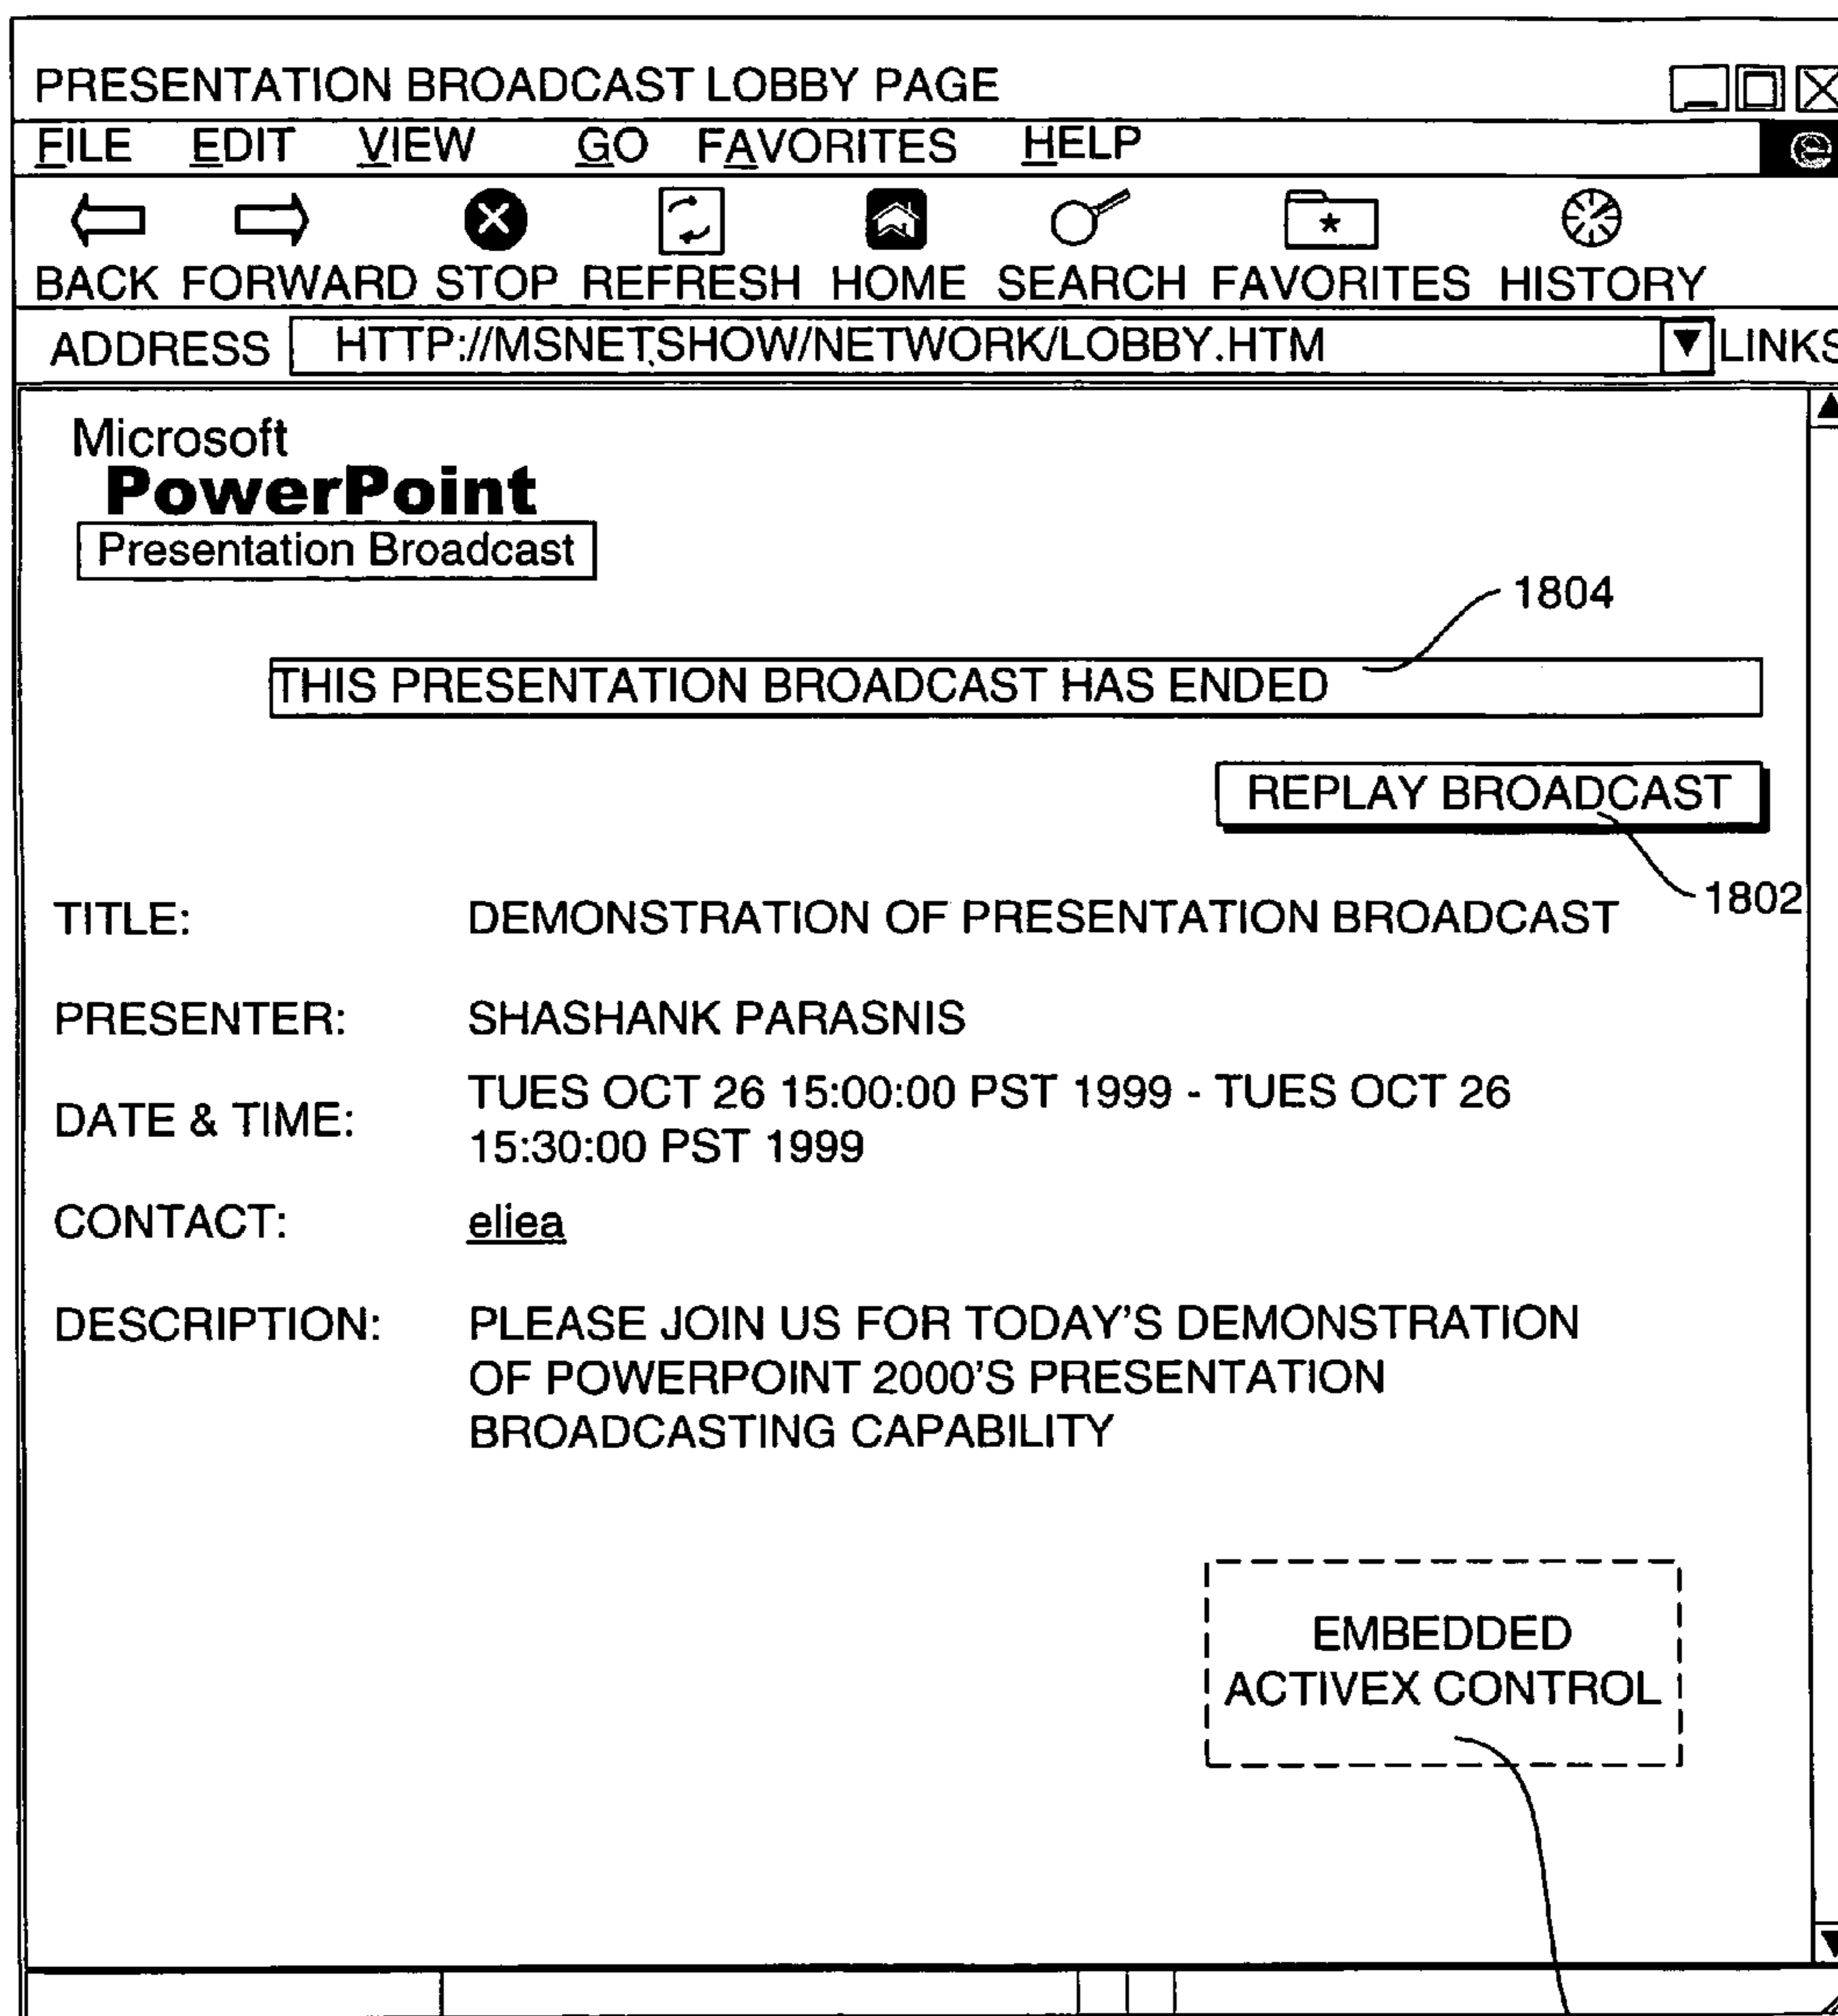 PRESENTATION BROADCAST LOBBY PAGE
FILE EDIT VIEW GO FAVORITES HELP
e
BACK FORWARD STOP REFRESH HOME SEARCH FAVORITES HISTORY
ADDRESS HTTP://MSNETSHOW/NETWORK/LOBBY.HTM LINKS
Microsoft
PowerPoint
Presentation Broadcast
1804
THIS PRESENTATION BROADCAST HAS ENDED
REPLAY BROADCAST
1802
TITLE: DEMONSTRATION OF PRESENTATION BROADCAST
PRESENTER: SHASHANK PARASNIS
DATE & TIME: TUES OCT 26 15:00:00 PST 1999 - TUES OCT 26
15:30:00 PST 1999
CONTACT: eliea
DESCRIPTION: PLEASE JOIN US FOR TODAY'S DEMONSTRATION
OF POWERPOINT 2000'S PRESENTATION
BROADCASTING CAPABILITY
EMBEDDED
ACTIVEX CONTROL